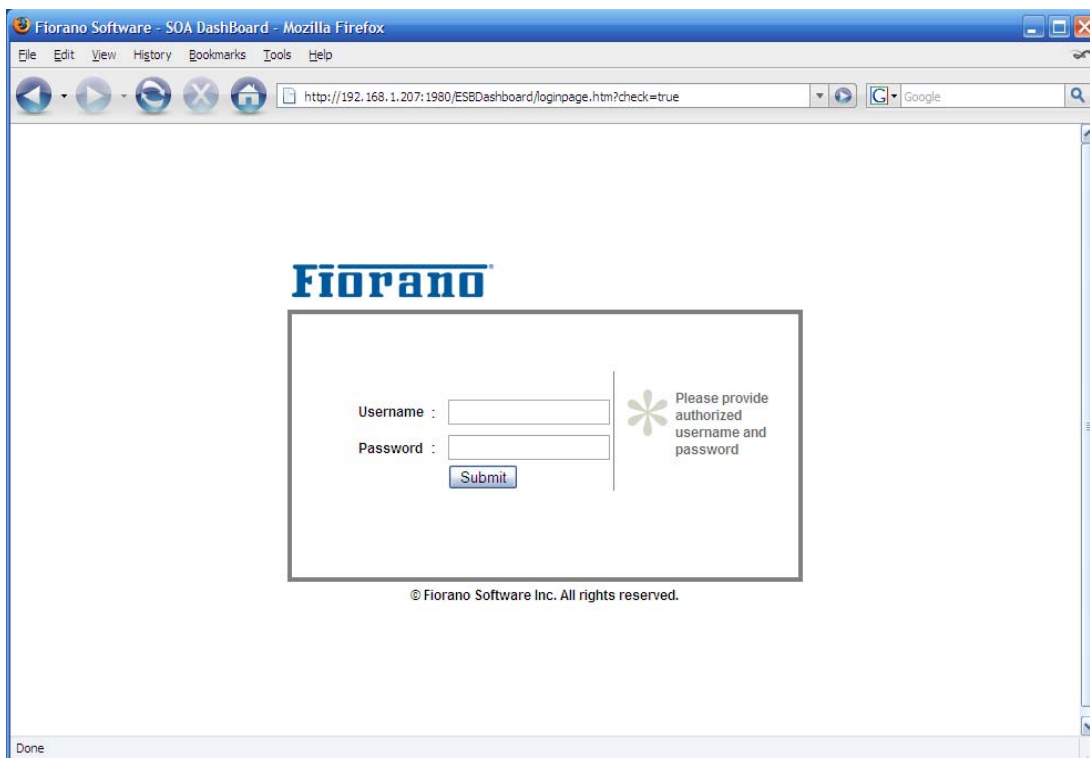 Fiorano Software - SOA DashBoard - Mozilla Firefox
File Edit View History Bookmarks Tools Help
http://192.168.1.207:1980/ESBDashboard/loginpage.htm?check=true
G Google
Fiorano
Username :
Password :
Submit
Please provide
authorized
username and
password
© Fiorano Software Inc. All rights reserved.
Done